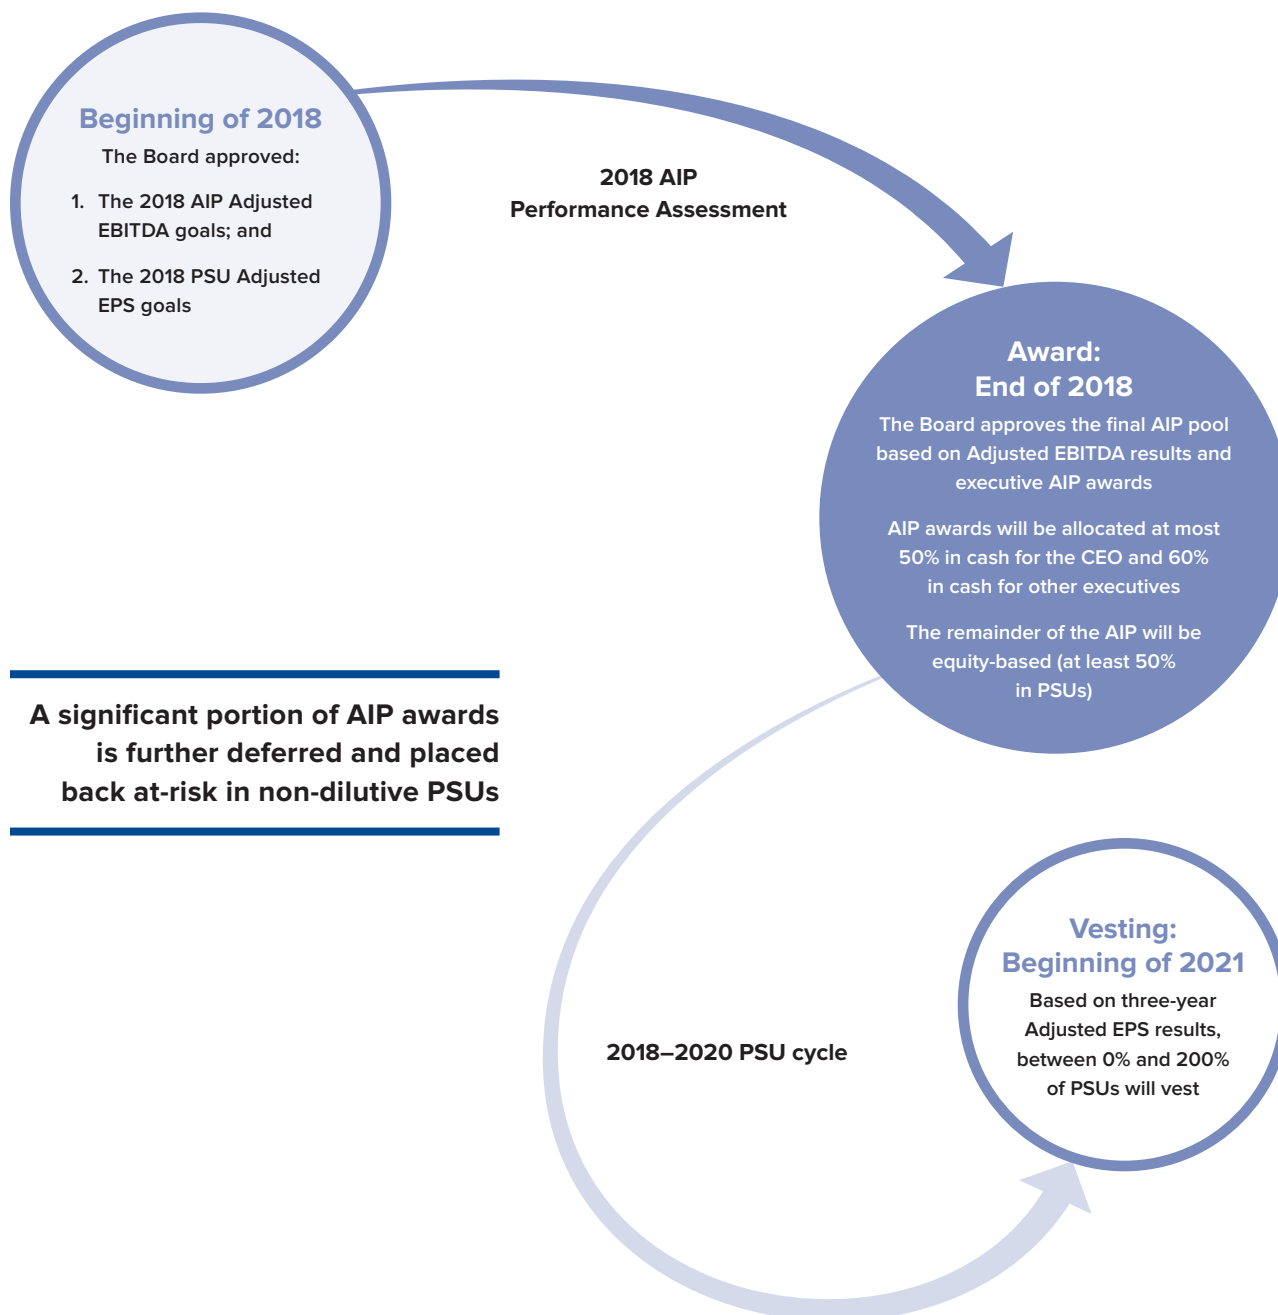 Beginning of 2018
The Board approved:
1. The 2018 AIP Adjusted
EBITDA goals; and
2. The 2018 PSU Adjusted
EPS goals
2018 AIP
Performance Assessment
Award:
End of 2018
The Board approves the final AIP pool
based on Adjusted EBITDA results and
executive AIP awards
AIP awards will be allocated at most
50% in cash for the CEO and 60%
in cash for other executives
The remainder of the AIP will be
equity-based (at least 50%
in PSUs)
A significant portion of AIP awards
is further deferred and placed
back at-risk in non-dilutive PSUs
2018–2020 PSU cycle
Vesting:
Beginning of 2021
Based on three-year
Adjusted EPS results,
between 0% and 200%
of PSUs will vest